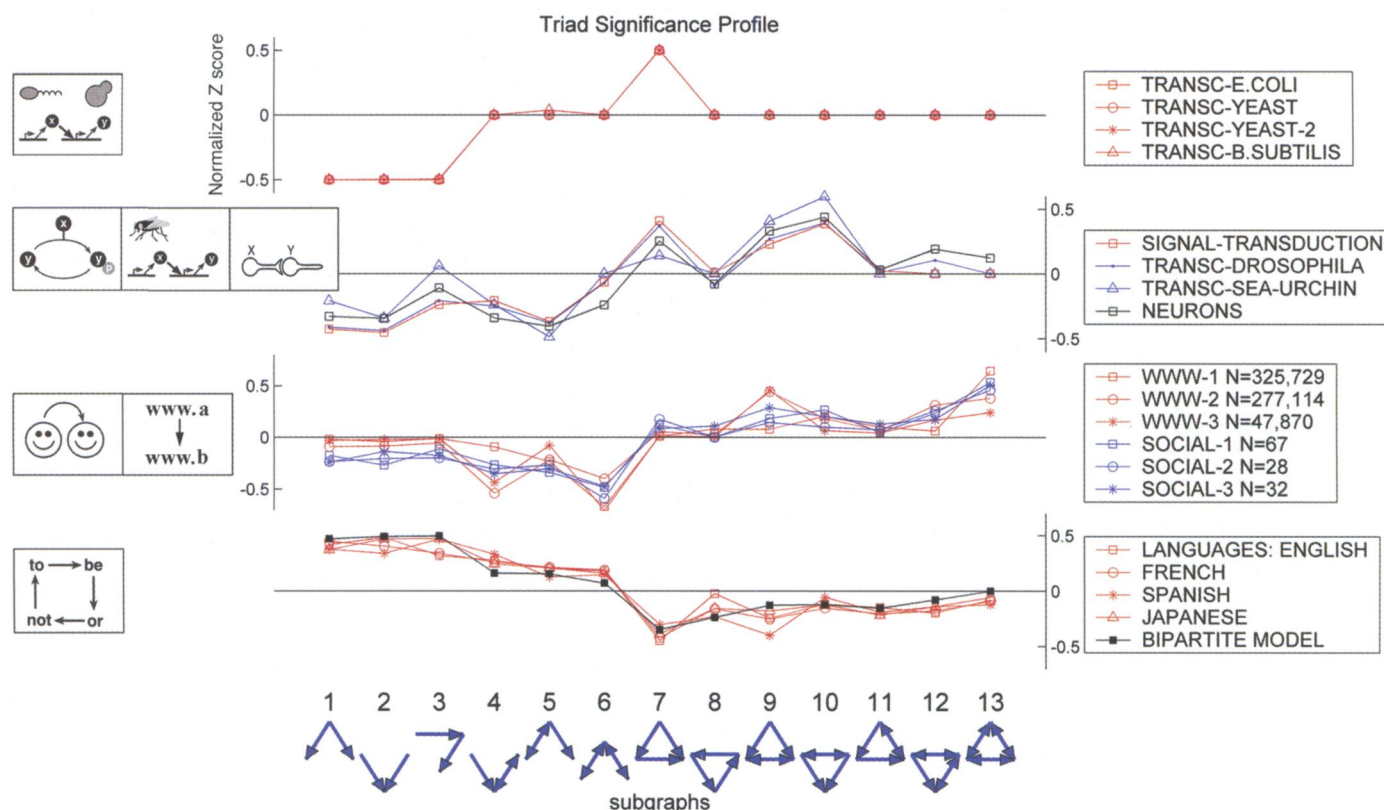 Triad Significance Profile
Normalized Z score
0.5
0
-0.5
x
y
TRANSC-E.COLI
TRANSC-YEAST
TRANSC-YEAST-2
TRANSC-B.SUBTILIS
X
y
y
p
x
y
X
Y
0.5
0
-0.5
SIGNAL-TRANSDUCTION
TRANSC-DROSOPHILA
TRANSC-SEA-URCHIN
NEURONS
www.a
www.b
0.5
0
-0.5
WWW-1 N=325,729
WWW-2 N=277,114
WWW-3 N=47,870
SOCIAL-1 N=67
SOCIAL-2 N=28
SOCIAL-3 N=32
to be
not or
0.5
0
-0.5
LANGUAGES: ENGLISH
FRENCH
SPANISH
JAPANESE
BIPARTITE MODEL
1 2 3 4 5 6 7 8 9 10 11 12 13
subgraphs